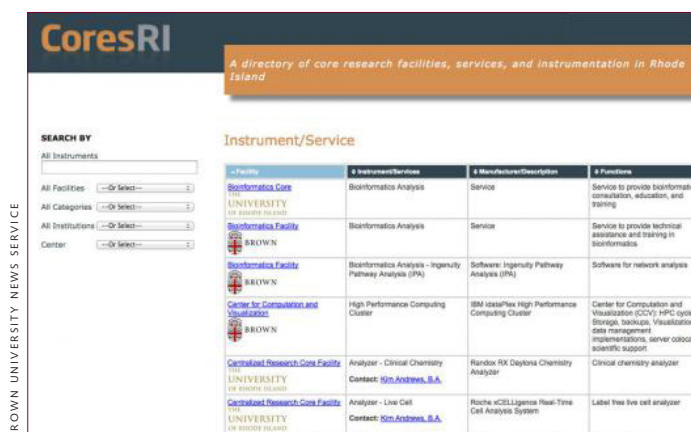 CoresRI
A directory of core research facilities, services, and instrumentation in Rhode
Island
SEARCH BY
All Instruments
All Facilities ---Or Select---
All Categories ---Or Select---
All Institutions ---Or Select---
Center ---Or Select---
Instrument/Service
Facility Instrument/Services Manufacturer/Description Functions
Bioinformatics Core Bioinformatics Analysis Service Service to provide
THE consultation, education, and
UNIVERSITY training
OF RHODE ISLAND
Bioinformatics Facility Bioinformatics Analysis Service Service to provide technical
BROWN assistance and training in
bioinformatics
Bioinformatics Facility Bioinformatics Analysis - Ingenuity Software: Ingenuity Pathway Software for network analysis
BROWN Pathway Analysis (IPA) Analysis (IPA)
Center for Computation and High Performance Computing IBM idataPlex High Performance Center for Computation and
Visualization Cluster Computing Cluster Visualization (CCV): HPC
BROWN Storage, backups,
data management
implementations, server
scientific support
Centralized Research Core Facility Analyzer - Clinical Chemistry Randox RX Daytona Chemistry Clinical chemistry analyzer
THE Contact: Kim Andrews, B.A. Analyzer
UNIVERSITY
OF RHODE ISLAND
Centralized Research Core Facility Analyzer - Live Cell Roche xCELLigence Real-Time Label free live cell analyzer
THE Contact: Kim Andrews, B.A. Cell Analysis System
UNIVERSITY
OF RHODE ISLAND
UNIVERSITY NEWS SERVICE